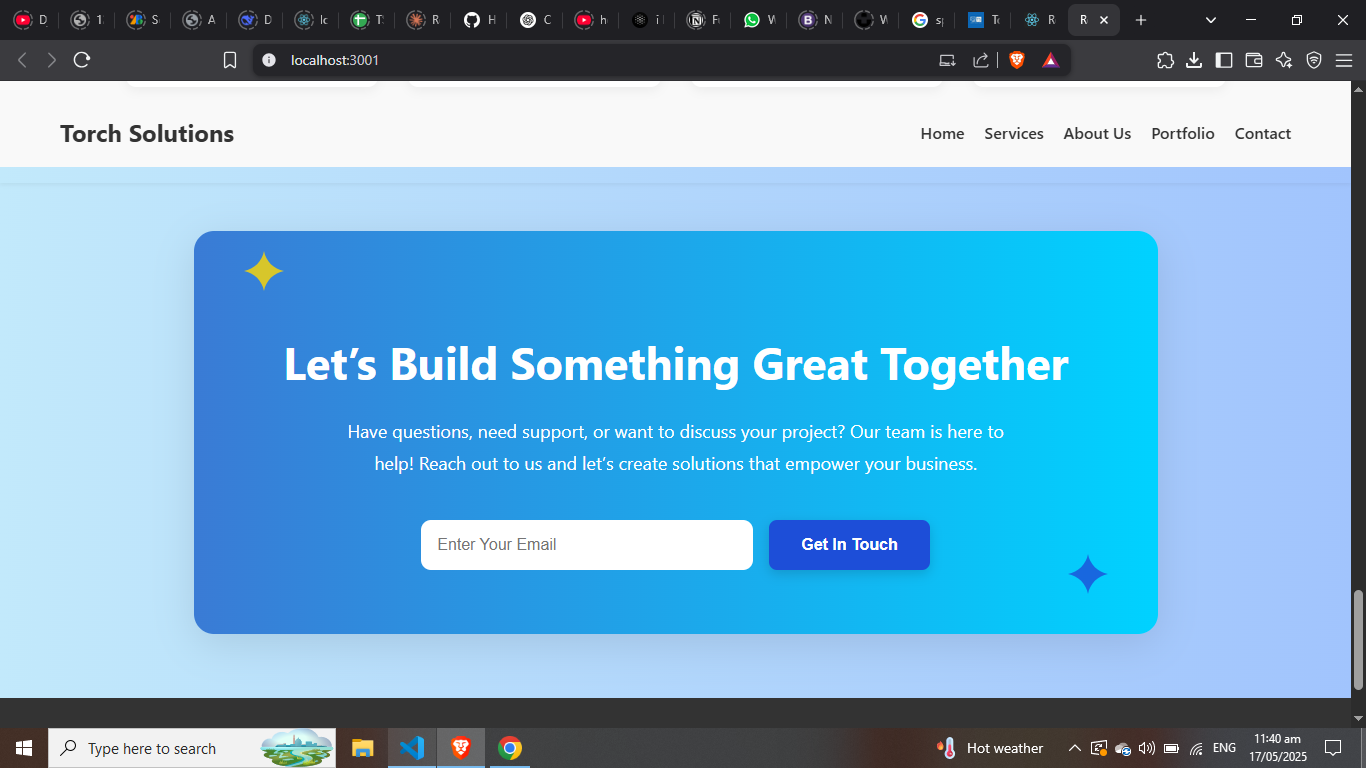 D
1:
S
A
D
Ic
T:
R
H
C
h
i
F
W
N
W
sp
T
R
R
localhost:3001
Torch Solutions
Home Services About Us Portfolio Contact
Let’s Build Something Great Together
Have questions, need support, or want to discuss your project? Our team is here to
help! Reach out to us and let’s create solutions that empower your business.
Enter Your Email
Get In Touch
Type here to search
Hot weather
ENG
11:40 am
17/05/2025